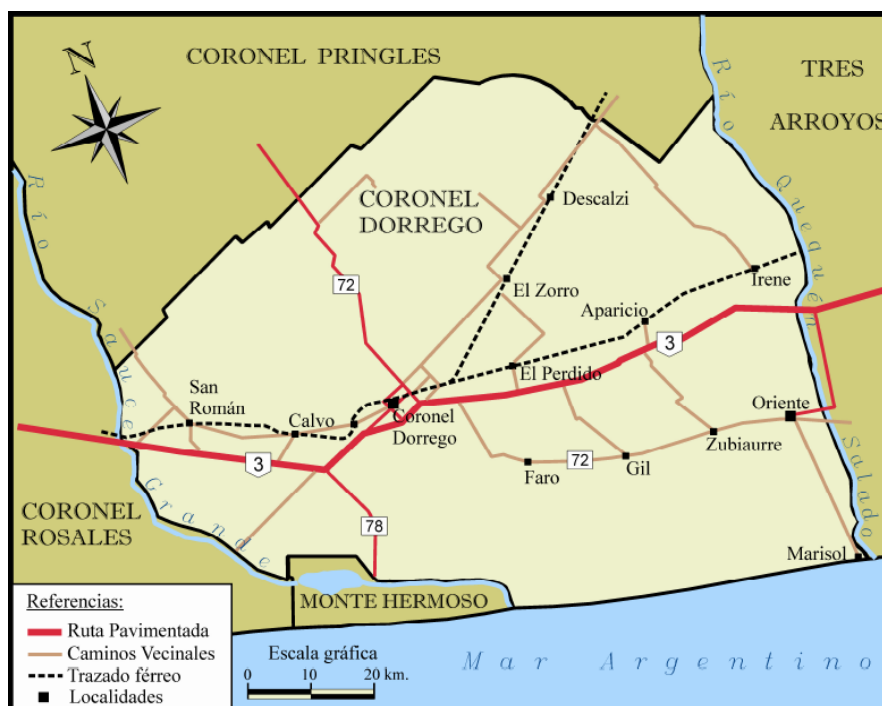 CORONEL PRINGLES
TRES
ARROYOS
N
Río
Río
CORONEL
DORREGO
Descalzi
Quequén
72
El Zorro
Irene
Aparicio
Sauce
3
San
Román
El Perdido
Calvo
Coronel
Dorrego
Oriente
Zubiaurre
3
Faro
72
Gil
Salado
Grande
CORONEL
ROSALES
78
Marisol
MONTE HERMOSO
Referencias:
Ruta Pavimentada
Caminos Vecinales
Trazado férreo
Localidades
Escala gráfica
0 10 20 km.
Mar Argentino